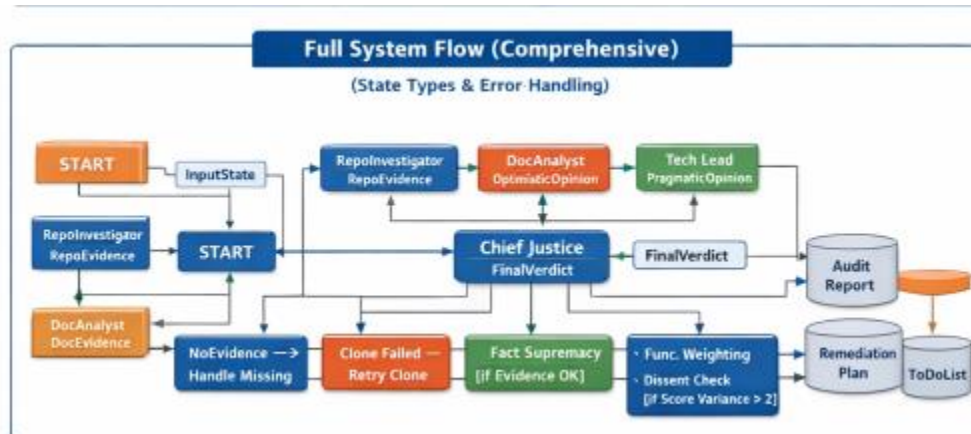 Full System Flow (Comprehensive)
(State Types & Error-Handling)
START
InputState
RepoInvestigator
RepoEvidence
DocAnalyst
OptimiaticOpinion
Tech Lead
PragmaticOpinion
RepoInvestigator
RepoEvidence
START
Chief Justice
FinalVerdict
FinalVerdict
Audit
Report
DocAnalyst
DocEvidence
NoEvidence →
Handle Missing
Clone Failed —
Retry Clone
Fact Supremacy
[if Evidence OK]
· Func. Weighting
· Dissent Check
[if Score Variance > 2]
Remediation
Plan
ToDoList